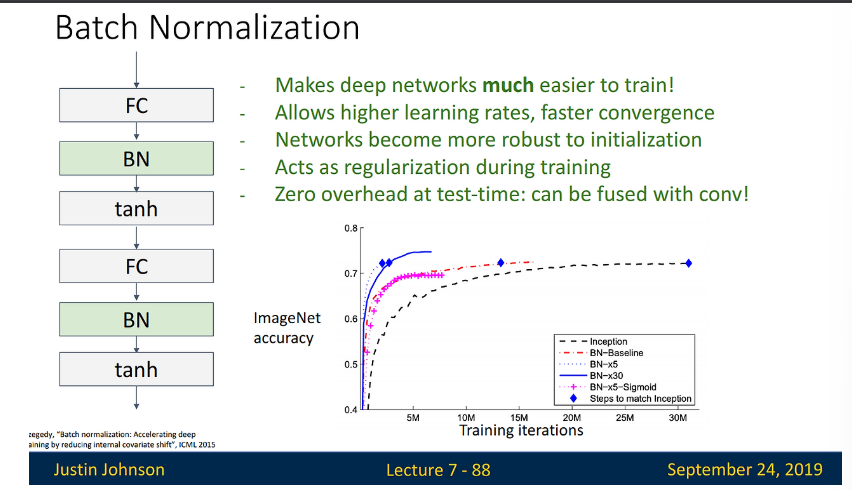 Batch Normalization
FC
BN
tanh
FC
BN
tanh
- Makes deep networks much easier to train!
- Allows higher learning rates, faster convergence
- Networks become more robust to initialization
- Acts as regularization during training
- Zero overhead at test-time: can be fused with conv!
ImageNet
accuracy
0.8
0.7
0.6
0.5
0.4
5M 10M 15M 20M 25M 30M
Training iterations
Inception
BN−Baseline
BN−x5
BN−x30
BN−x5−Sigmoid
Steps to match Inception
zegedy, "Batch normalization: Accelerating deep
aining by reducing internal covariate shift", ICML 2015
Justin Johnson
Lecture 7 - 88
September 24, 2019